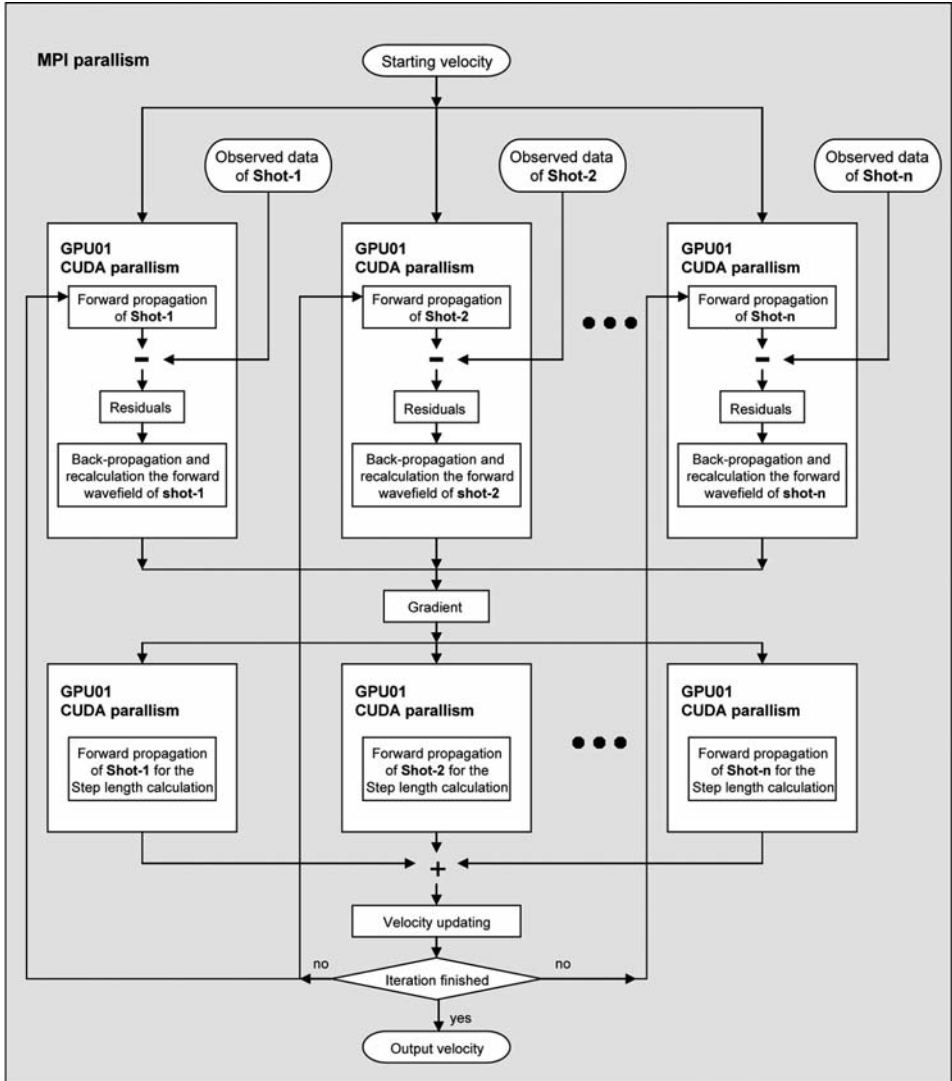 MPI parallism
Starting velocity
Observed data
of Shot-1
Observed data
of Shot-2
Observed data
of Shot-n
GPU01
CUDA parallism
Forward propagation
of Shot-1
Residuals
Back-propagation and
recalculation the forward
wavefield of shot-1
GPU01
CUDA parallism
Forward propagation
of Shot-2
Residuals
Back-propagation and
recalculation the forward
wavefield of shot-2
GPU01
CUDA parallism
Forward propagation
of Shot-n
Residuals
Back-propagation and
recalculation the forward
wavefield of shot-n
Gradient
GPU01
CUDA parallism
Forward propagation
of Shot-1 for the
Step length calculation
GPU01
CUDA parallism
Forward propagation
of Shot-2 for the
Step length calculation
GPU01
CUDA parallism
Forward propagation
of Shot-n for the
Step length calculation
+
Velocity updating
no
Iteration finished
no
yes
Output velocity